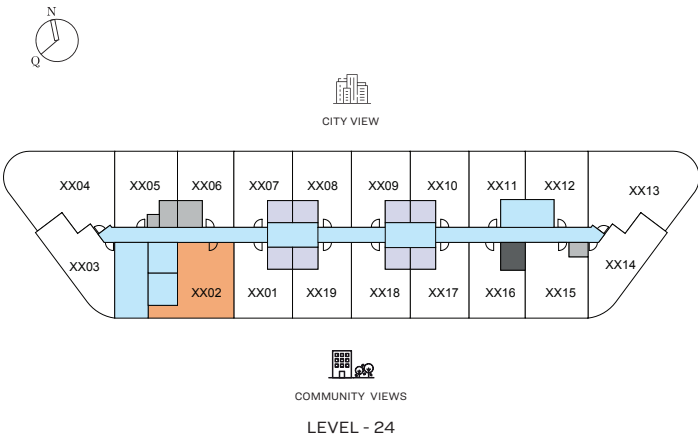 N
Q
CITY VIEW
XX04 XX05 XX06 XX07 XX08 XX09 XX10 XX11 XX12 XX13
XX03 XX14
XX02 XX01 XX19 XX18 XX17 XX16 XX15
COMMUNITY VIEWS
LEVEL - 24